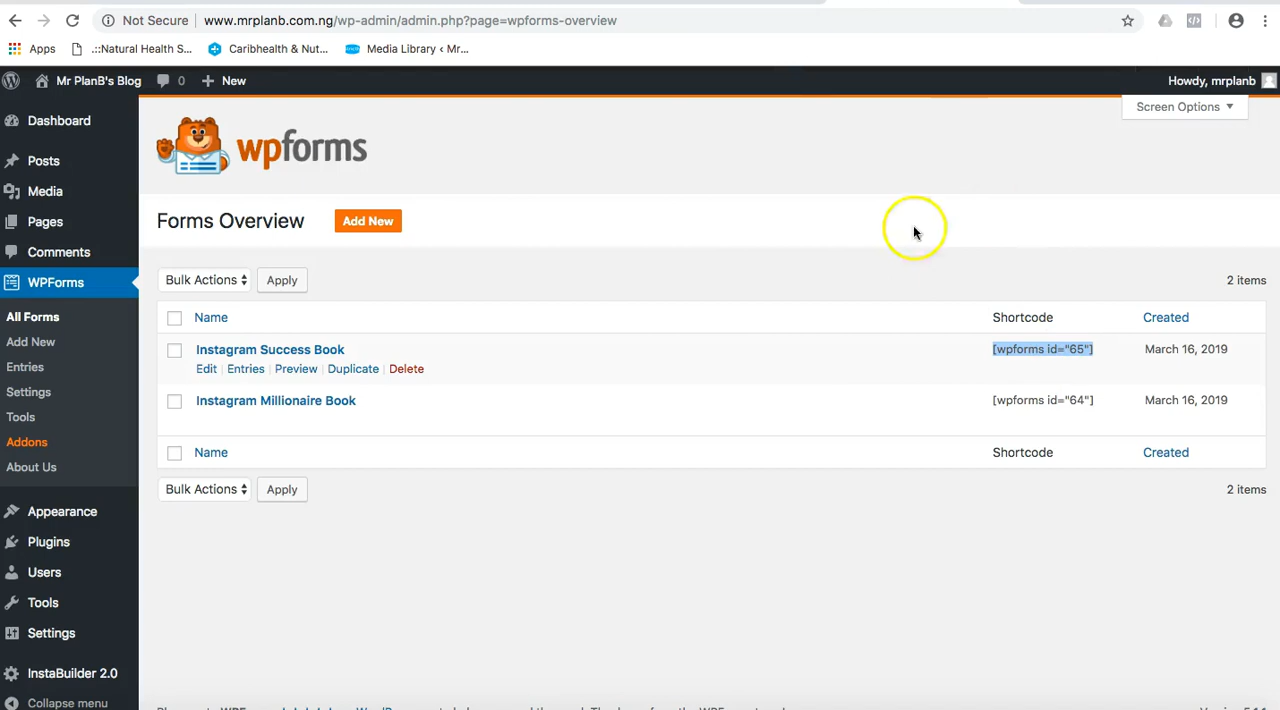 Not Secure www.mrplanb.com.ng/wp-admin/admin.php?page=wpforms-overview
Apps .::Natural Health S... Caribhealth & Nut... Media Library ‹ Mr...
Mr PlanB's Blog 0 + New Howdy, mrplanb
Screen Options
Dashboard
Posts
Media
Pages
Comments
WPForms
All Forms
Add New
Entries
Settings
Tools
Addons
About Us
Appearance
Plugins
Users
Tools
Settings
InstaBuilder 2.0
Collapse menu
wpforms
Forms Overview Add New
Bulk Actions Apply 2 items
Name Shortcode Created
Instagram Success Book [wpforms id="65"] March 16, 2019
Edit | Entries | Preview | Duplicate | Delete
Instagram Millionaire Book [wpforms id="64"] March 16, 2019
Name Shortcode Created
Bulk Actions Apply 2 items